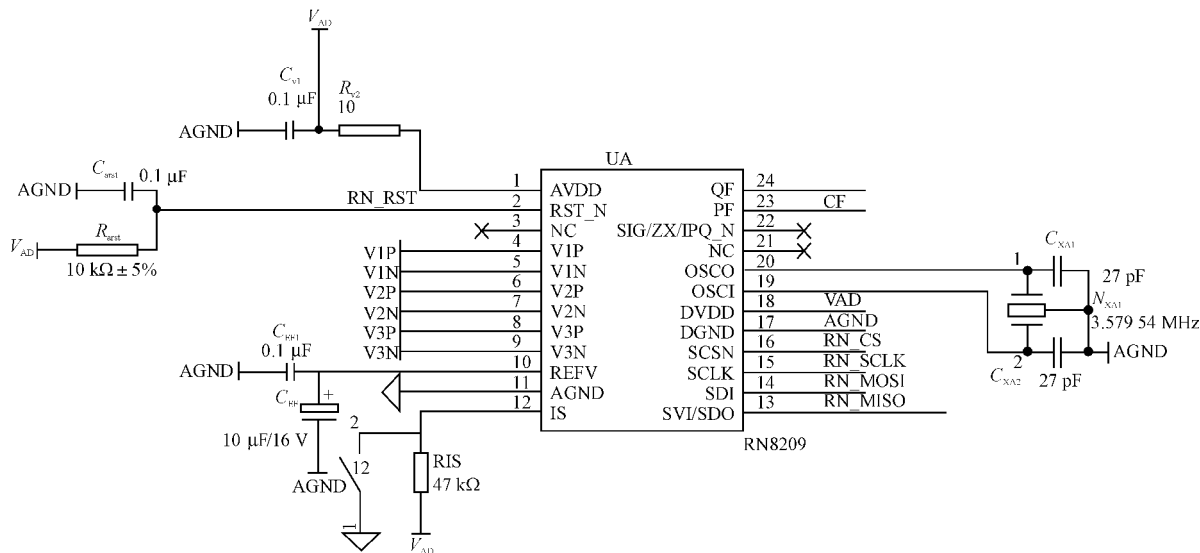 V_AD
C_v1
0.1 μF
R_v2
10
AGND
UA
C_arst
0.1 μF
AGND
RN_RST
V_AD
R_arst
10 kΩ ± 5%
1 AVDD
2 RST_N
3 NC
V1P 4 V1P
V1N 5 V1N
V2P 6 V2P
V2N 7 V2N
V3P 8 V3P
V3N 9 V3N
10 REFV
11 AGND
12 IS
QF 24
PF 23 CF
SIG/ZX/IPQ_N 22
NC 21
OSCO 20
OSCI 19
DVDD 18 VAD
DGND 17 AGND
SCSN 16 RN_CS
SCLK 15 RN_SCLK
SDI 14 RN_MOSI
SVI/SDO 13 RN_MISO
RN8209
1
C_XA1
27 pF
N_XA1
3.579 54 MHz
AGND
2
C_XA2
27 pF
0.1 μF
AGND
+
10 μF/16 V
AGND
2
12
1
RIS
47 kΩ
V_AD